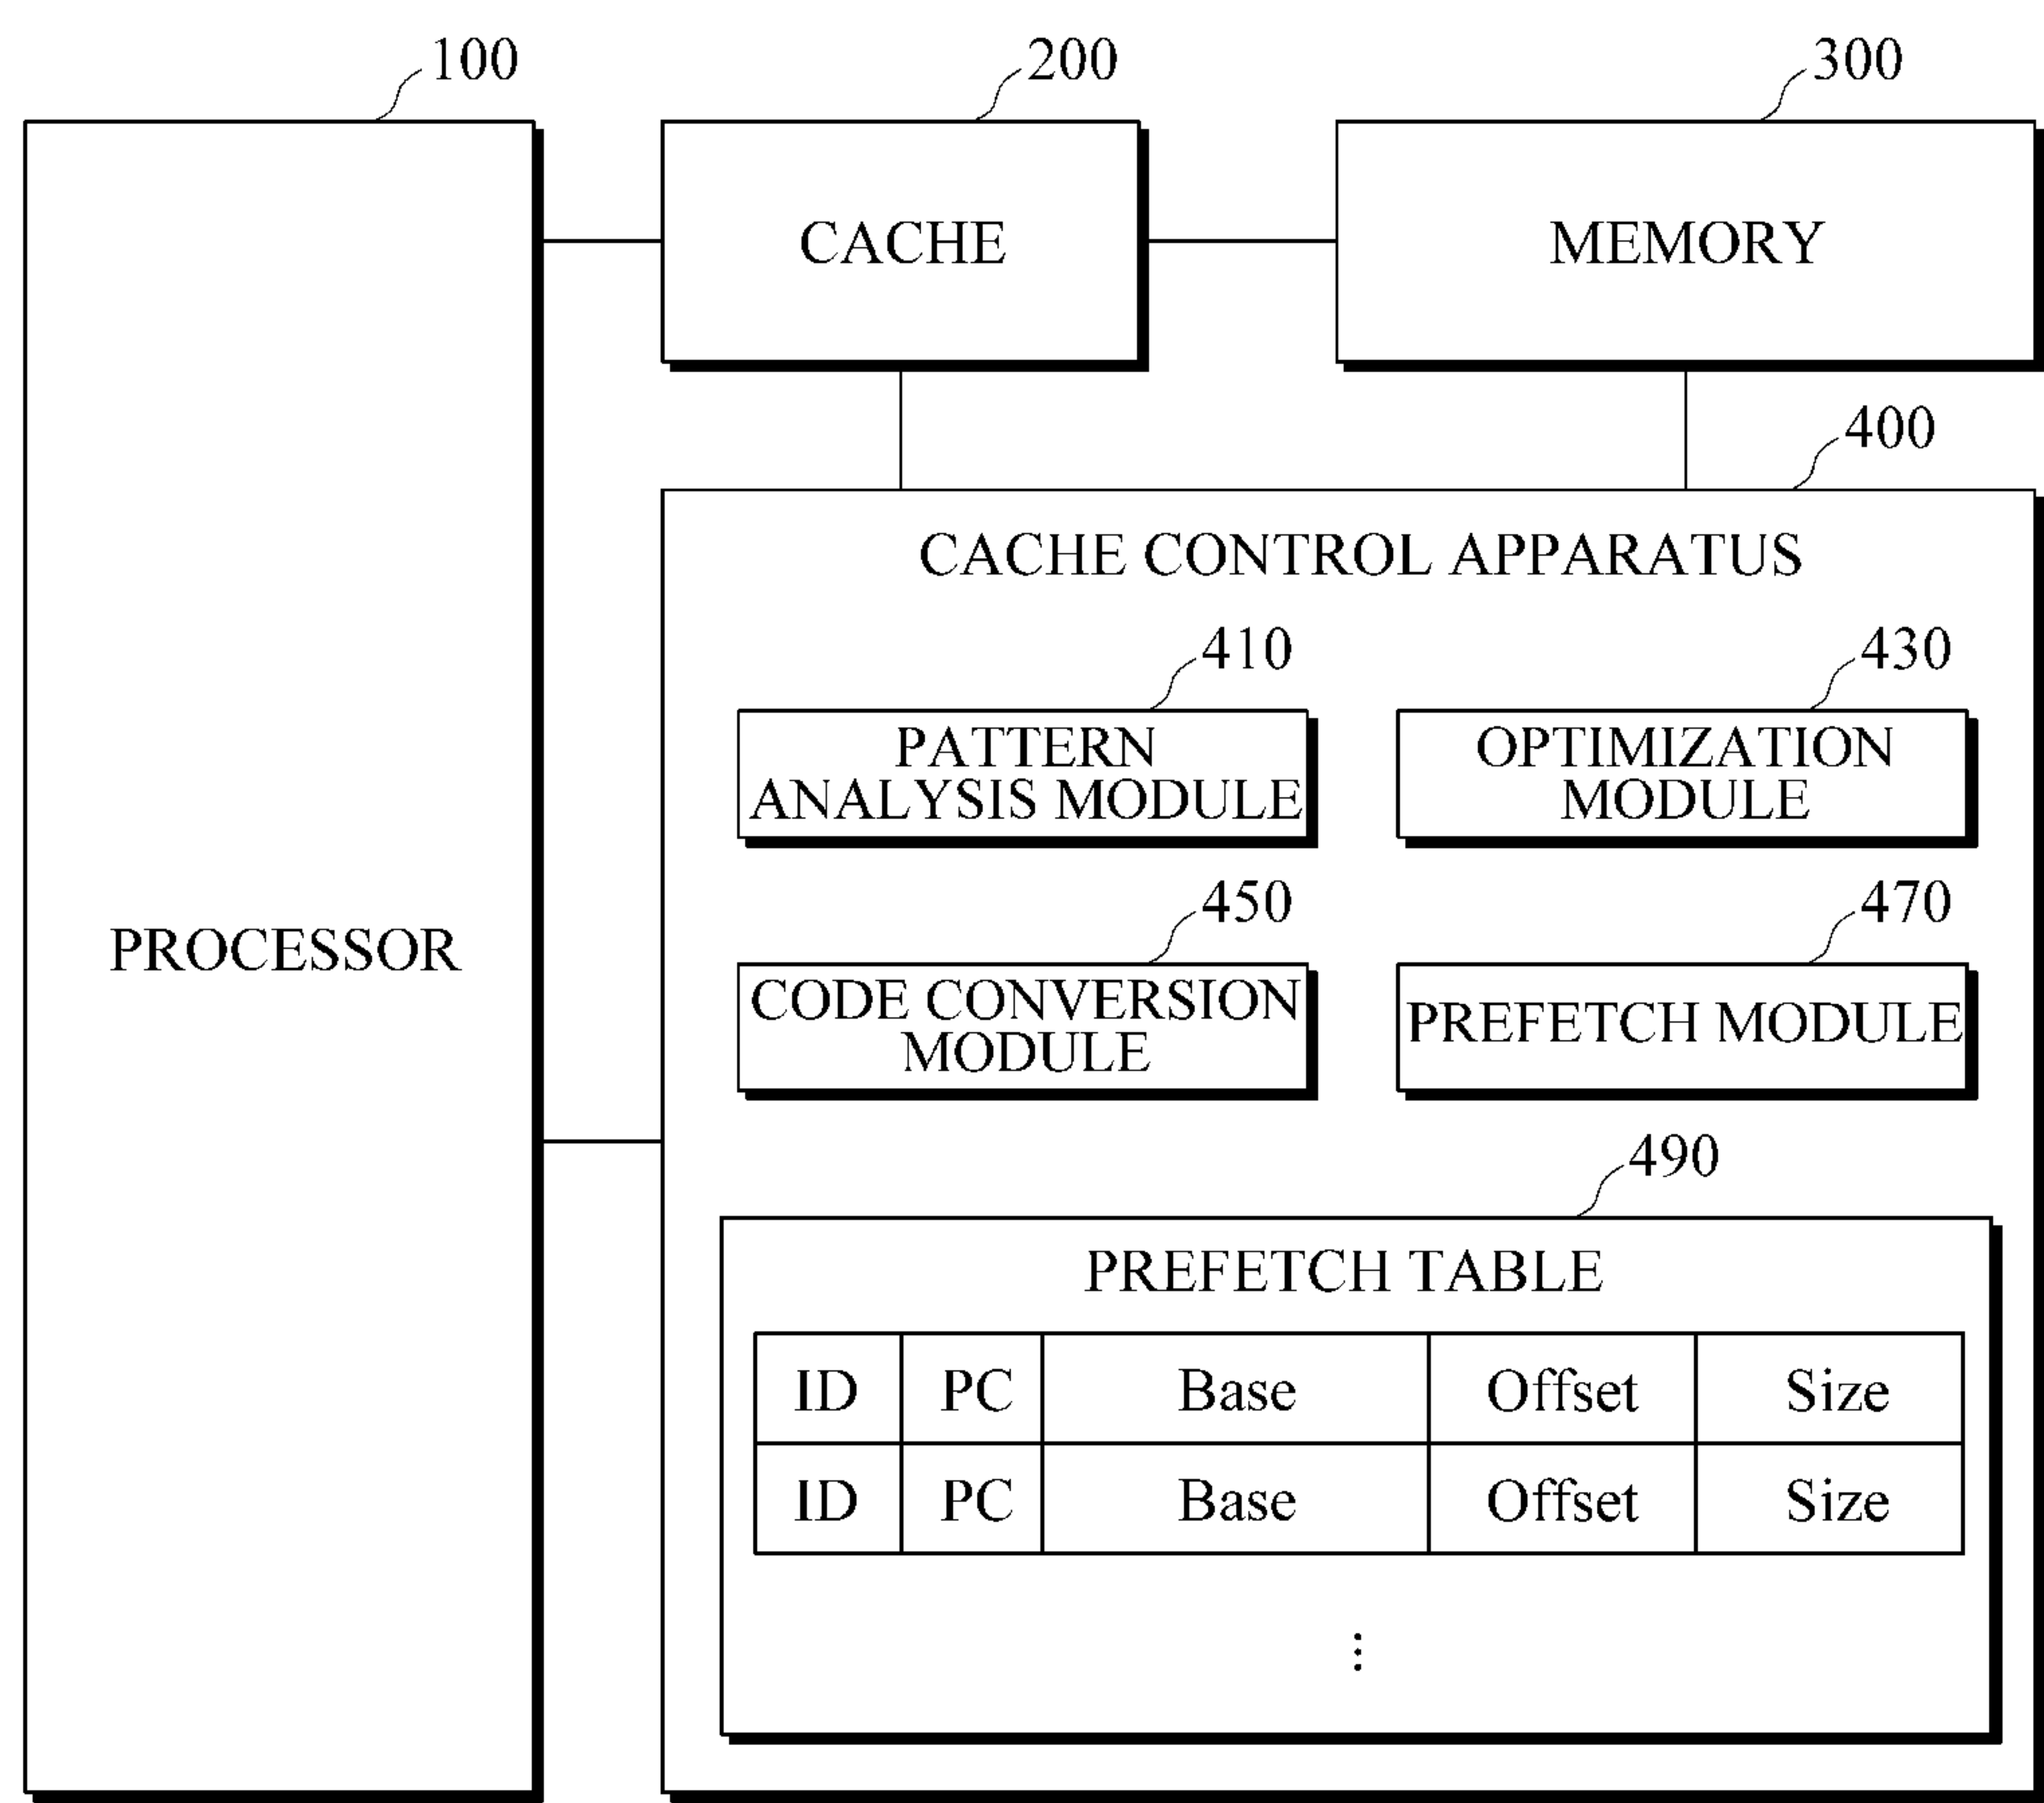 100
200
300
CACHE
MEMORY
400
CACHE CONTROL APPARATUS
410
430
PATTERN
ANALYSIS MODULE
OPTIMIZATION
MODULE
450
470
PROCESSOR
CODE CONVERSION
MODULE
PREFETCH MODULE
490
PREFETCH TABLE
ID PC Base Offset Size
ID PC Base Offset Size